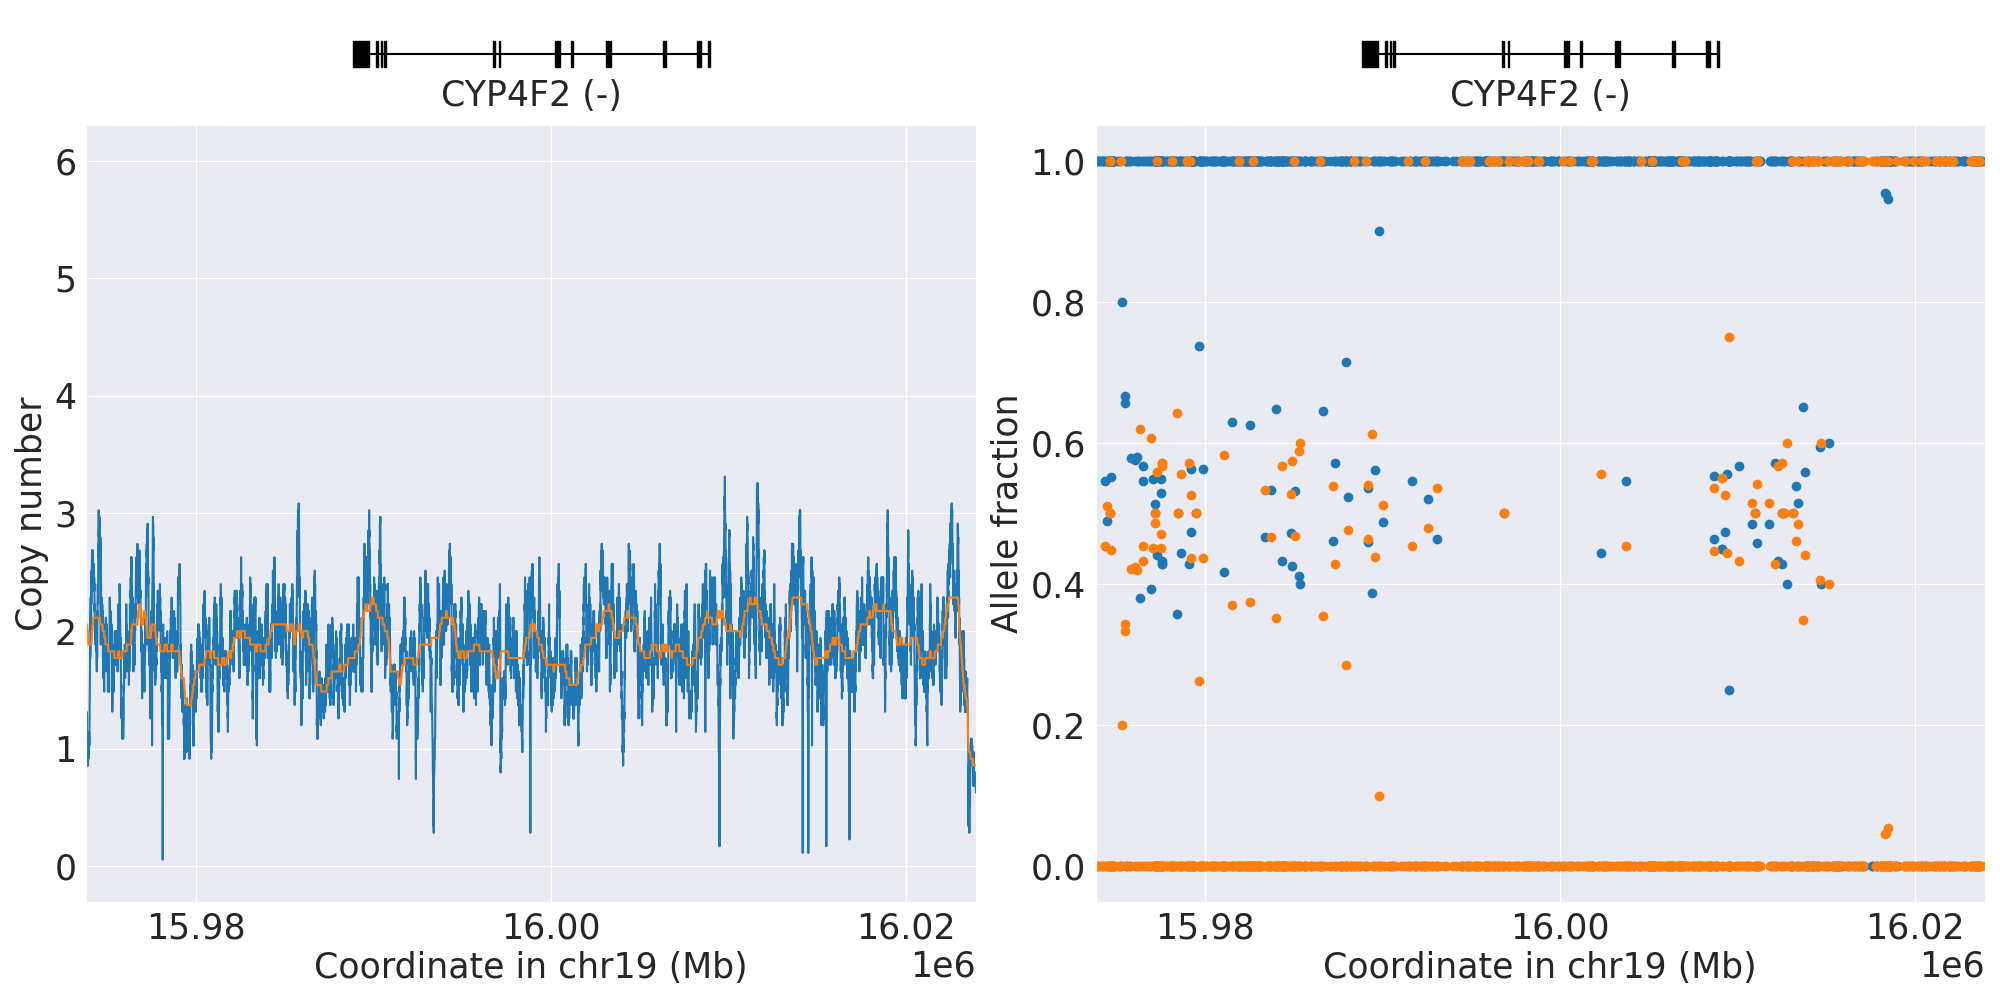 CYP4F2 (-)
6
5
4
3
2
1
0
Copy number
15.98
16.00
16.02
Coordinate in chr19 (Mb)
1e6
CYP4F2 (-)
1.0
0.8
0.6
0.4
0.2
0.0
Allele fraction
15.98
16.00
16.02
Coordinate in chr19 (Mb)
1e6